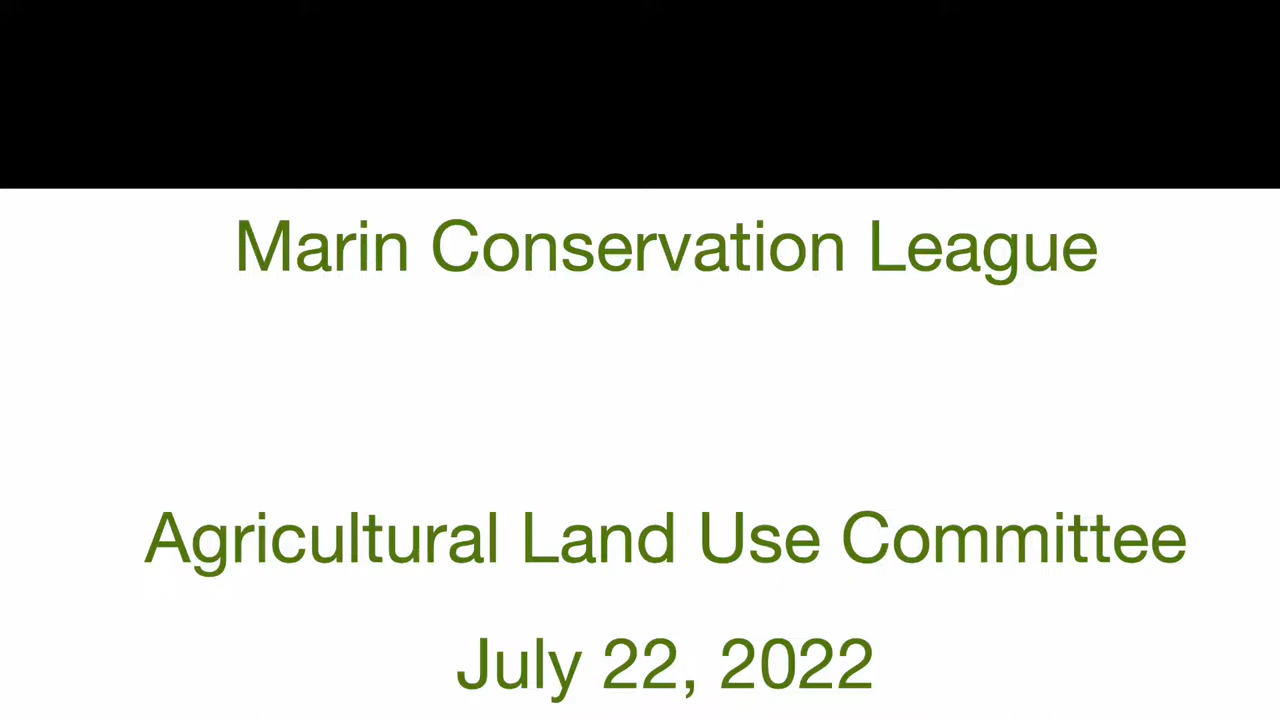 Marin Conservation League
Agricultural Land Use Committee
July 22, 2022